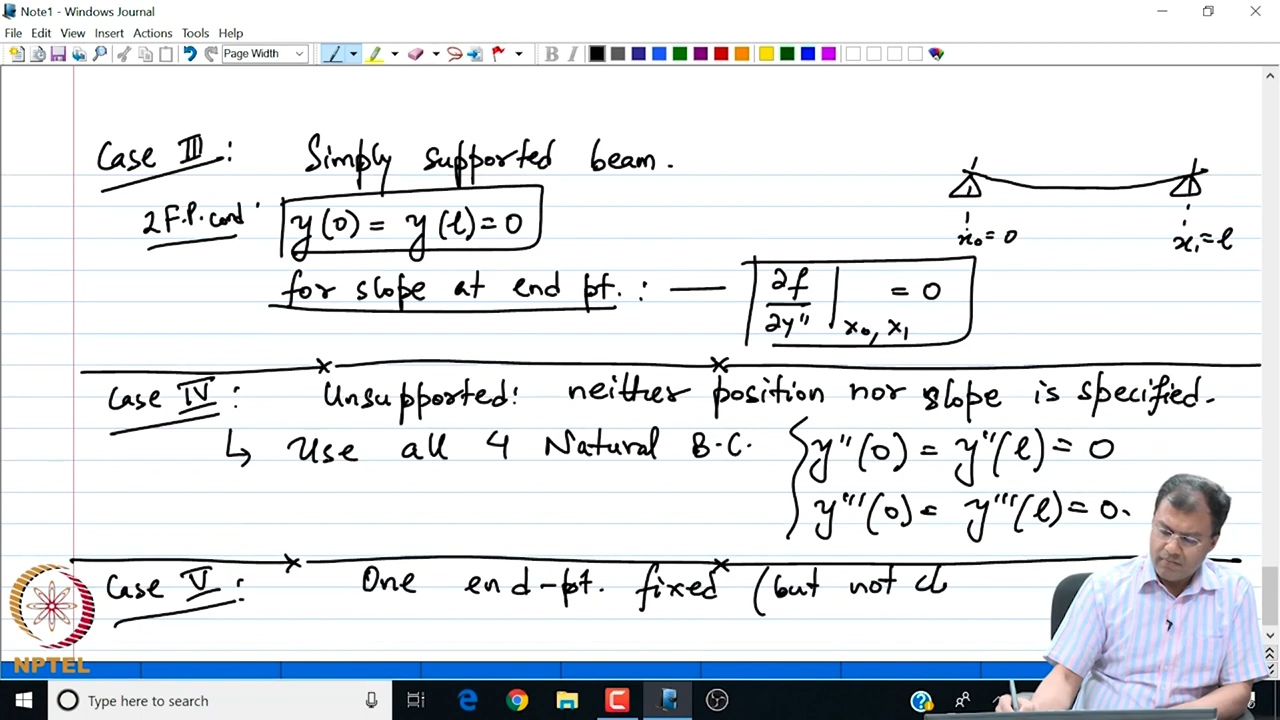 Note1 - Windows Journal
File Edit View Insert Actions Tools Help
Page Width
B I
Case III : Simply supported beam.
2 F.P. cond' y(0) = y(l) = 0
x₀ = 0 x₁ = l
for slope at end pt. : — ∂f/∂y'' | x₀, x₁ = 0
Case IV : Unsupported: neither position nor slope is specified.
↳ Use all 4 Natural B.C. { y''(0) = y''(l) = 0
y'''(0) = y'''(l) = 0.
Case V : One end-pt. fixed (but not cl
NPTEL
Type here to search